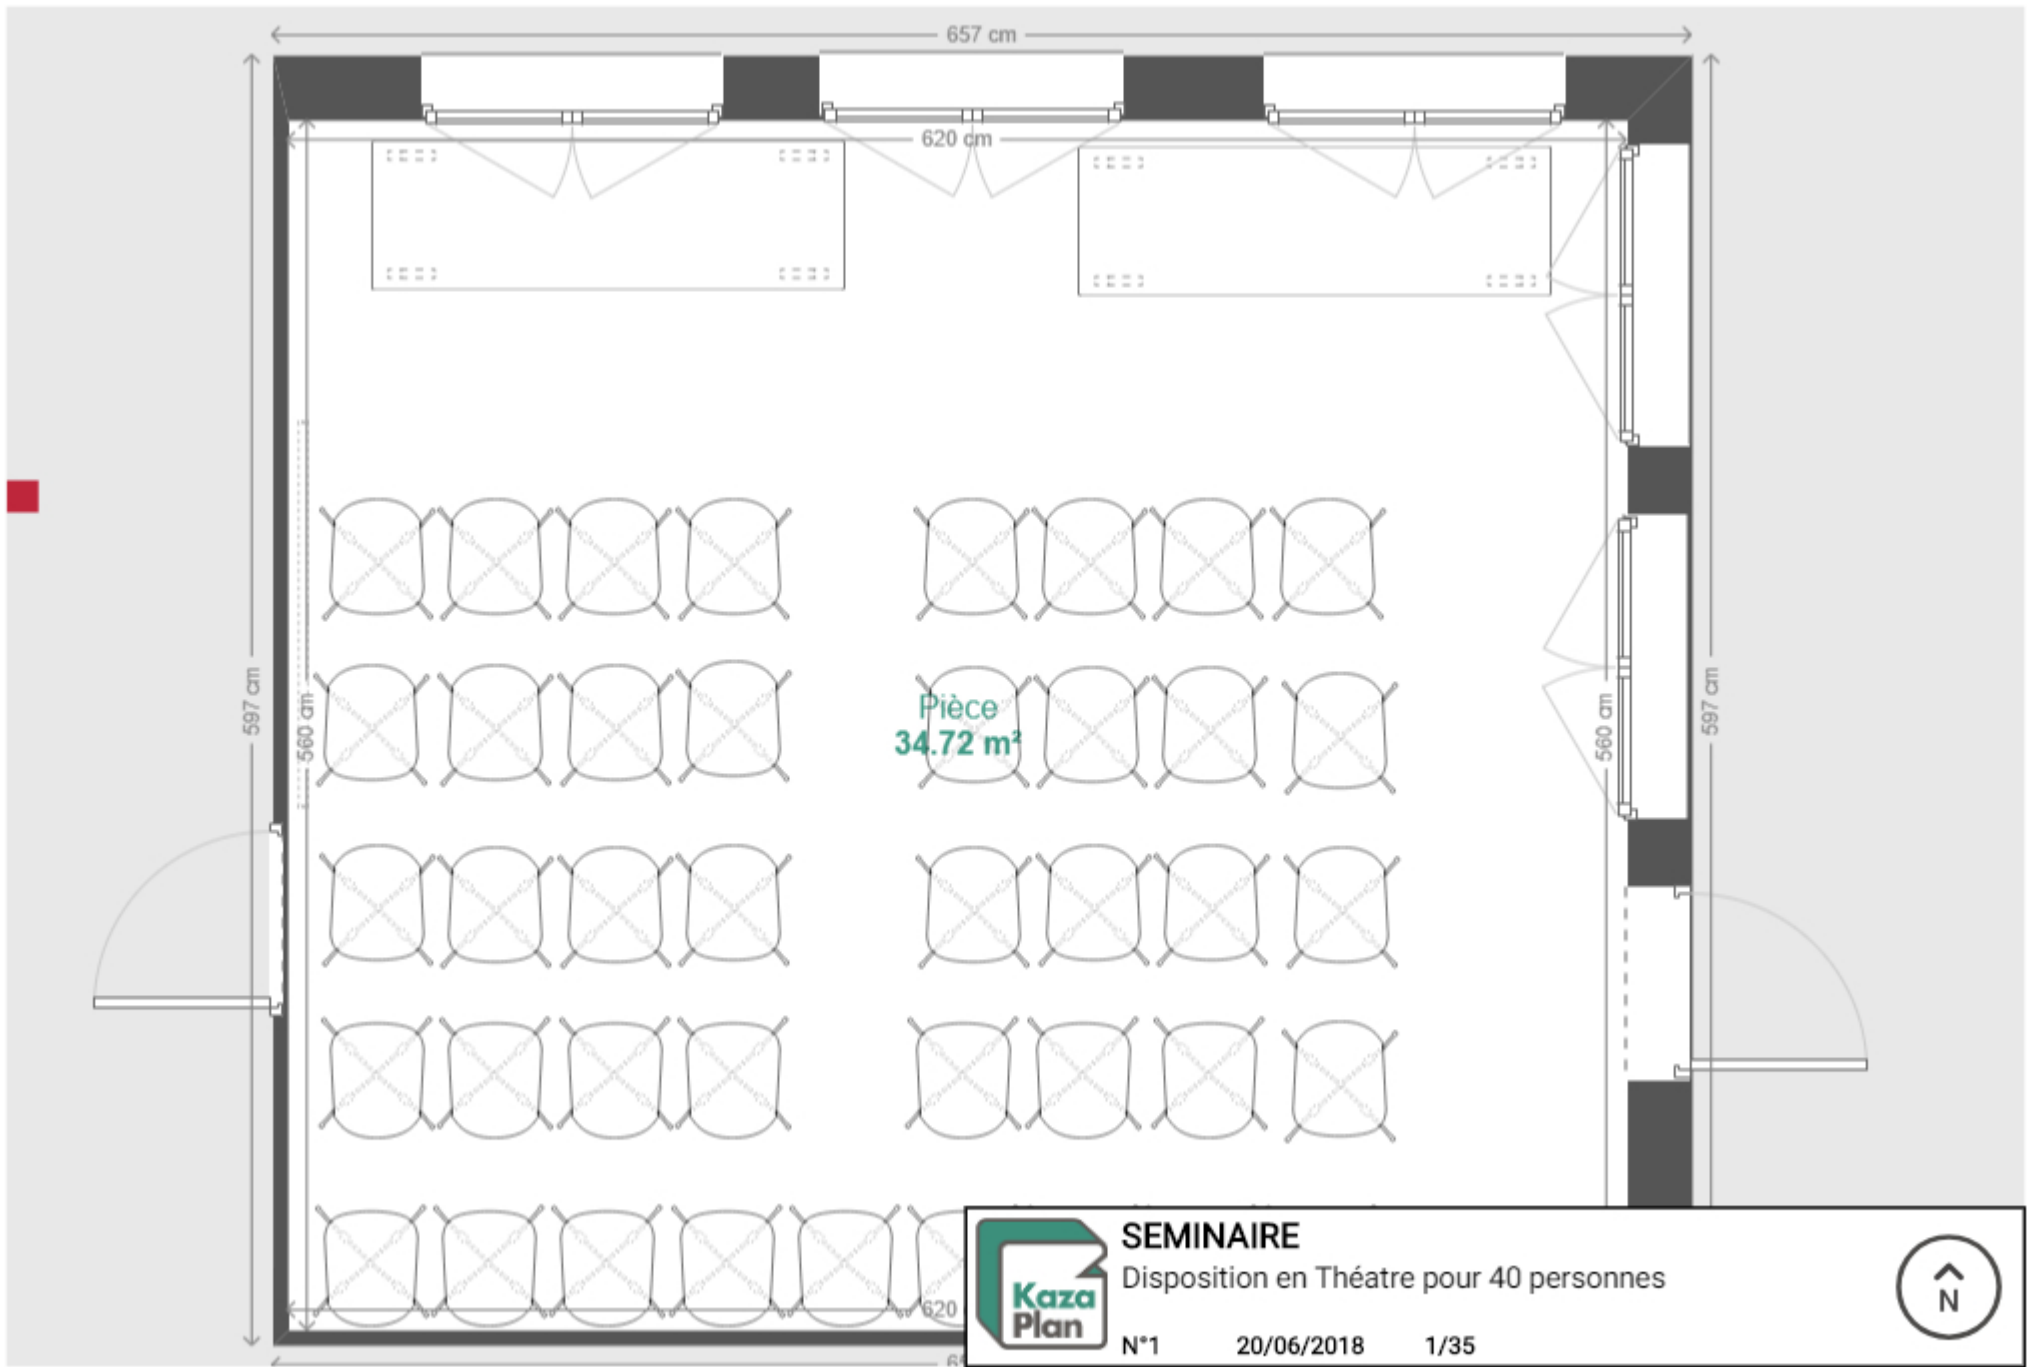 657 cm
620 cm
597 cm
560 cm
Pièce
34.72 m²
560 cm
597 cm
620
Kaza
Plan
SEMINAIRE
Disposition en Théatre pour 40 personnes
N°1 20/06/2018 1/35
N